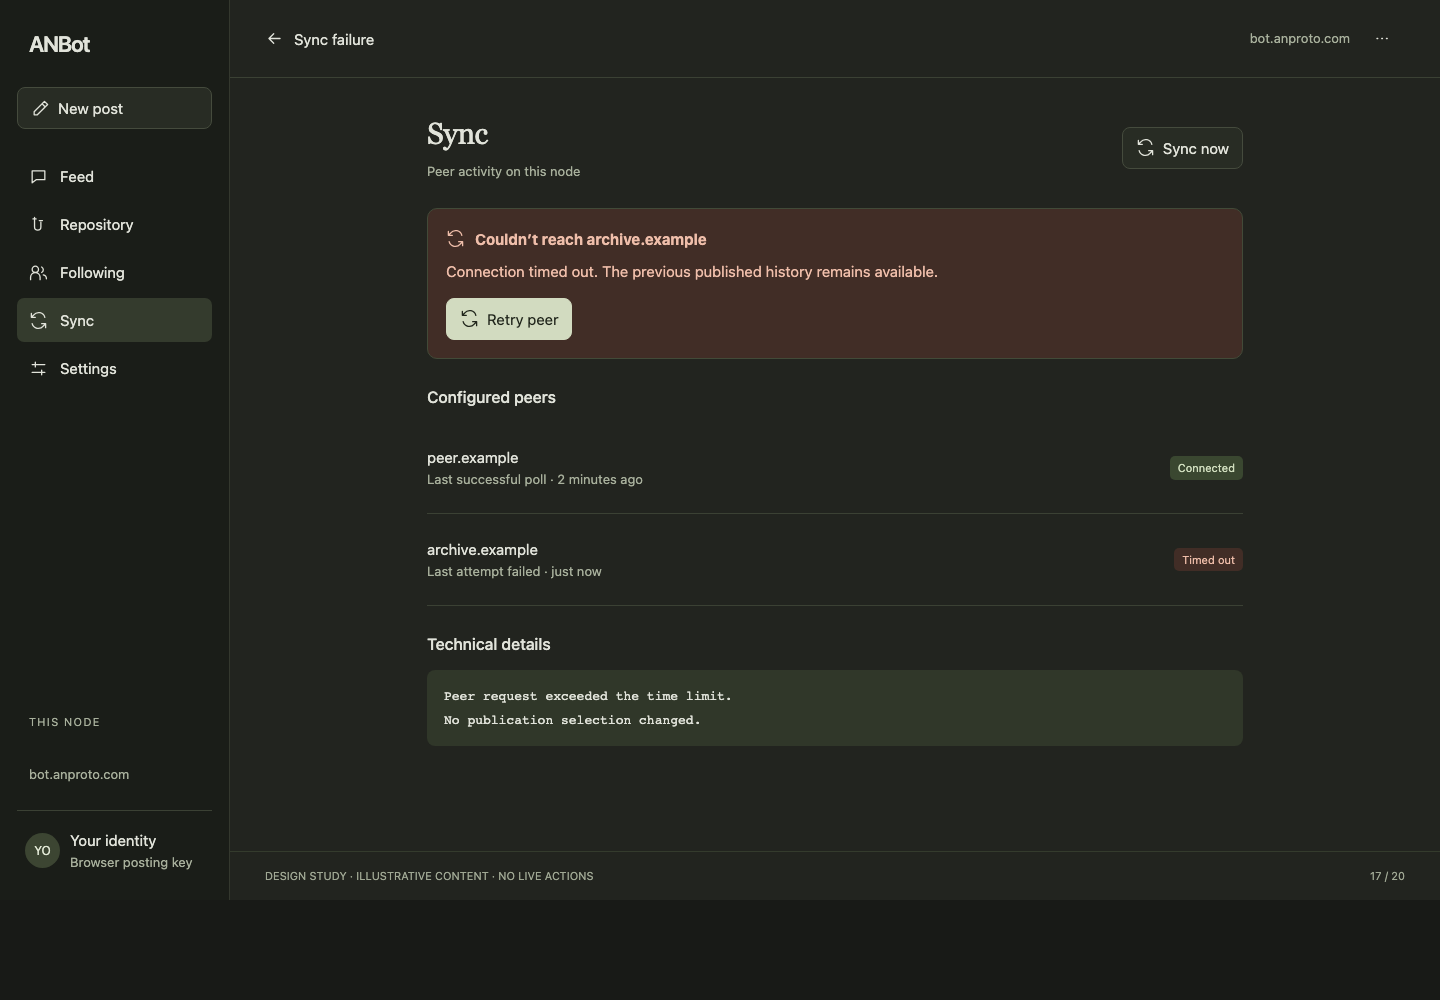 ANBot
New post
Feed
Repository
Following
Sync
Settings
THIS NODE
bot.anproto.com
YO
Your identity
Browser posting key
Sync failure
bot.anproto.com
Sync
Peer activity on this node
Sync now
Couldn’t reach archive.example
Connection timed out. The previous published history remains available.
Retry peer
Configured peers
peer.example
Last successful poll · 2 minutes ago
Connected
archive.example
Last attempt failed · just now
Timed out
Technical details
Peer request exceeded the time limit.
No publication selection changed.
DESIGN STUDY · ILLUSTRATIVE CONTENT · NO LIVE ACTIONS
17 / 20